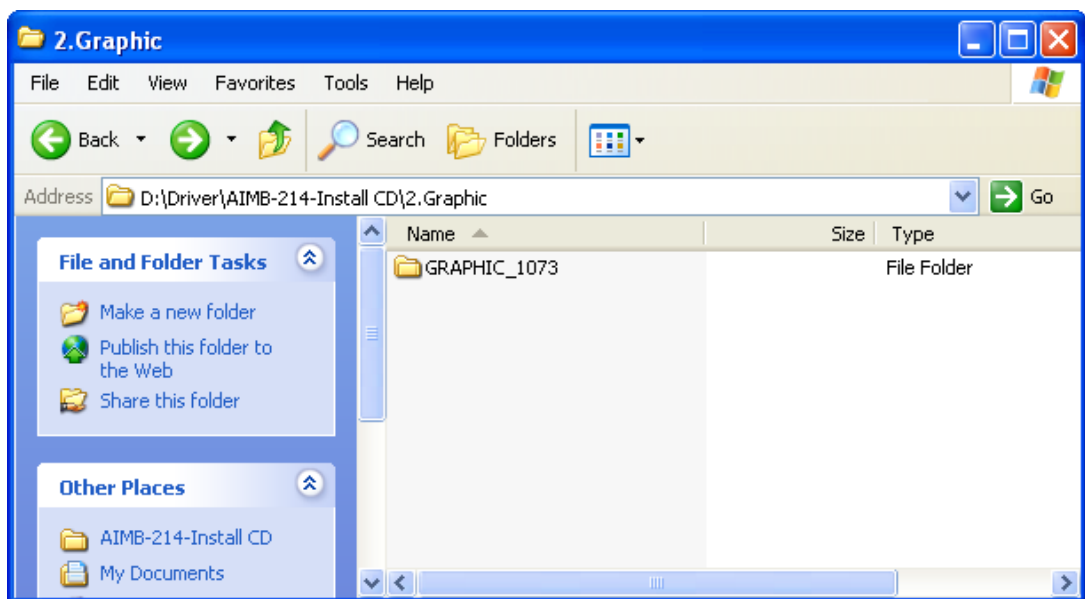 2.Graphic
File Edit View Favorites Tools Help
Back Search Folders
Address D:\Driver\AIMB-214-Install CD\2.Graphic Go
Name Size Type
GRAPHIC_1073 File Folder
File and Folder Tasks
Make a new folder
Publish this folder to
the Web
Share this folder
Other Places
AIMB-214-Install CD
My Documents